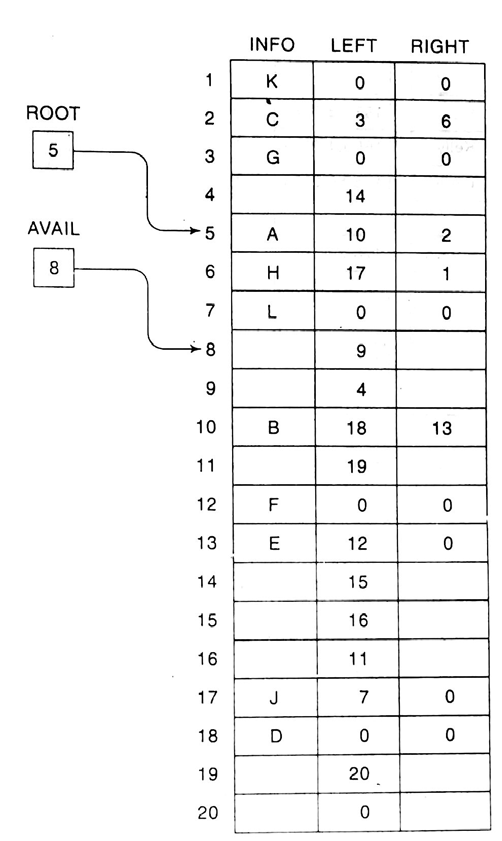 INFO LEFT RIGHT
1 K 0 0
ROOT
2 C 3 6
5
3 G 0 0
4 14
AVAIL
5 A 10 2
8
6 H 17 1
7 L 0 0
8 9
9 4
10 B 18 13
11 19
12 F 0 0
13 E 12 0
14 15
15 16
16 11
17 J 7 0
18 D 0 0
19 20
20 0